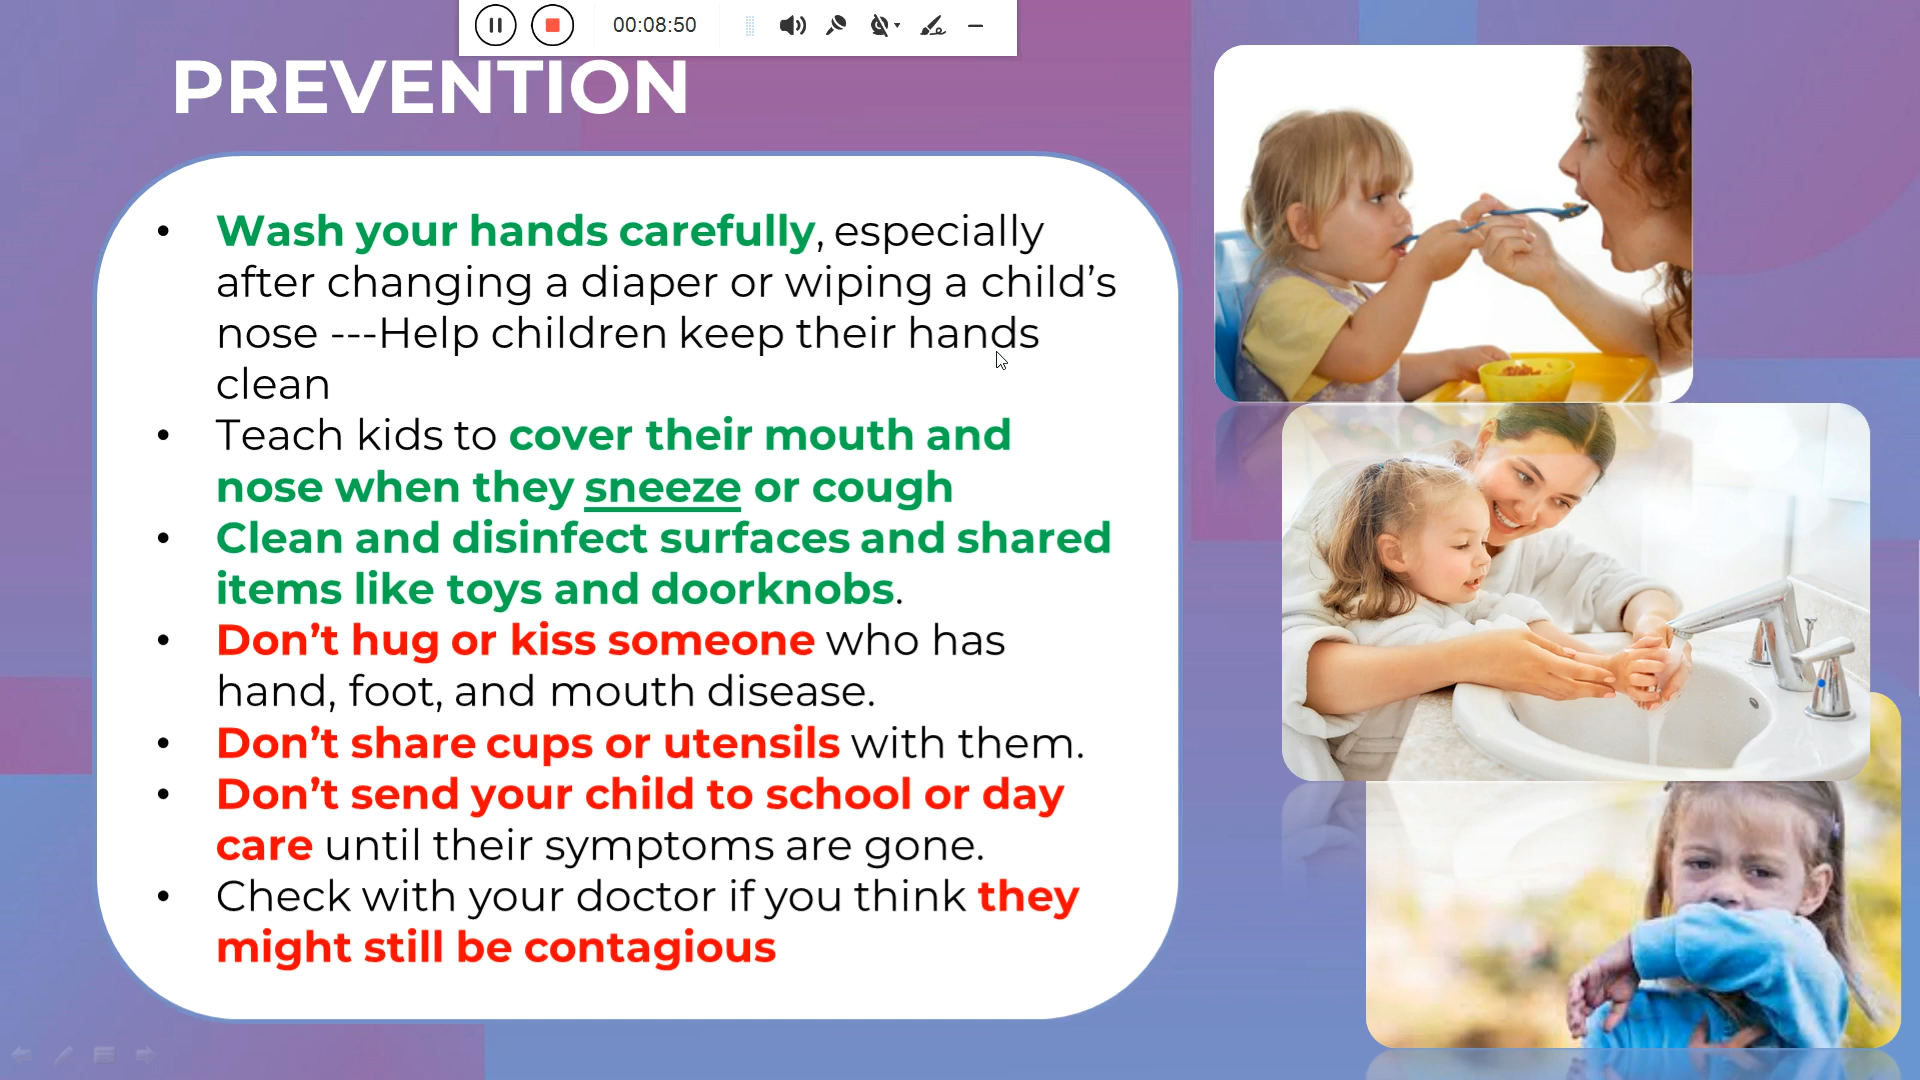 00:08:50
PREVENTION
• Wash your hands carefully, especially
after changing a diaper or wiping a child’s
nose ---Help children keep their hands
clean
• Teach kids to cover their mouth and
nose when they sneeze or cough
• Clean and disinfect surfaces and shared
items like toys and doorknobs.
• Don’t hug or kiss someone who has
hand, foot, and mouth disease.
• Don’t share cups or utensils with them.
• Don’t send your child to school or day
care until their symptoms are gone.
• Check with your doctor if you think they
might still be contagious